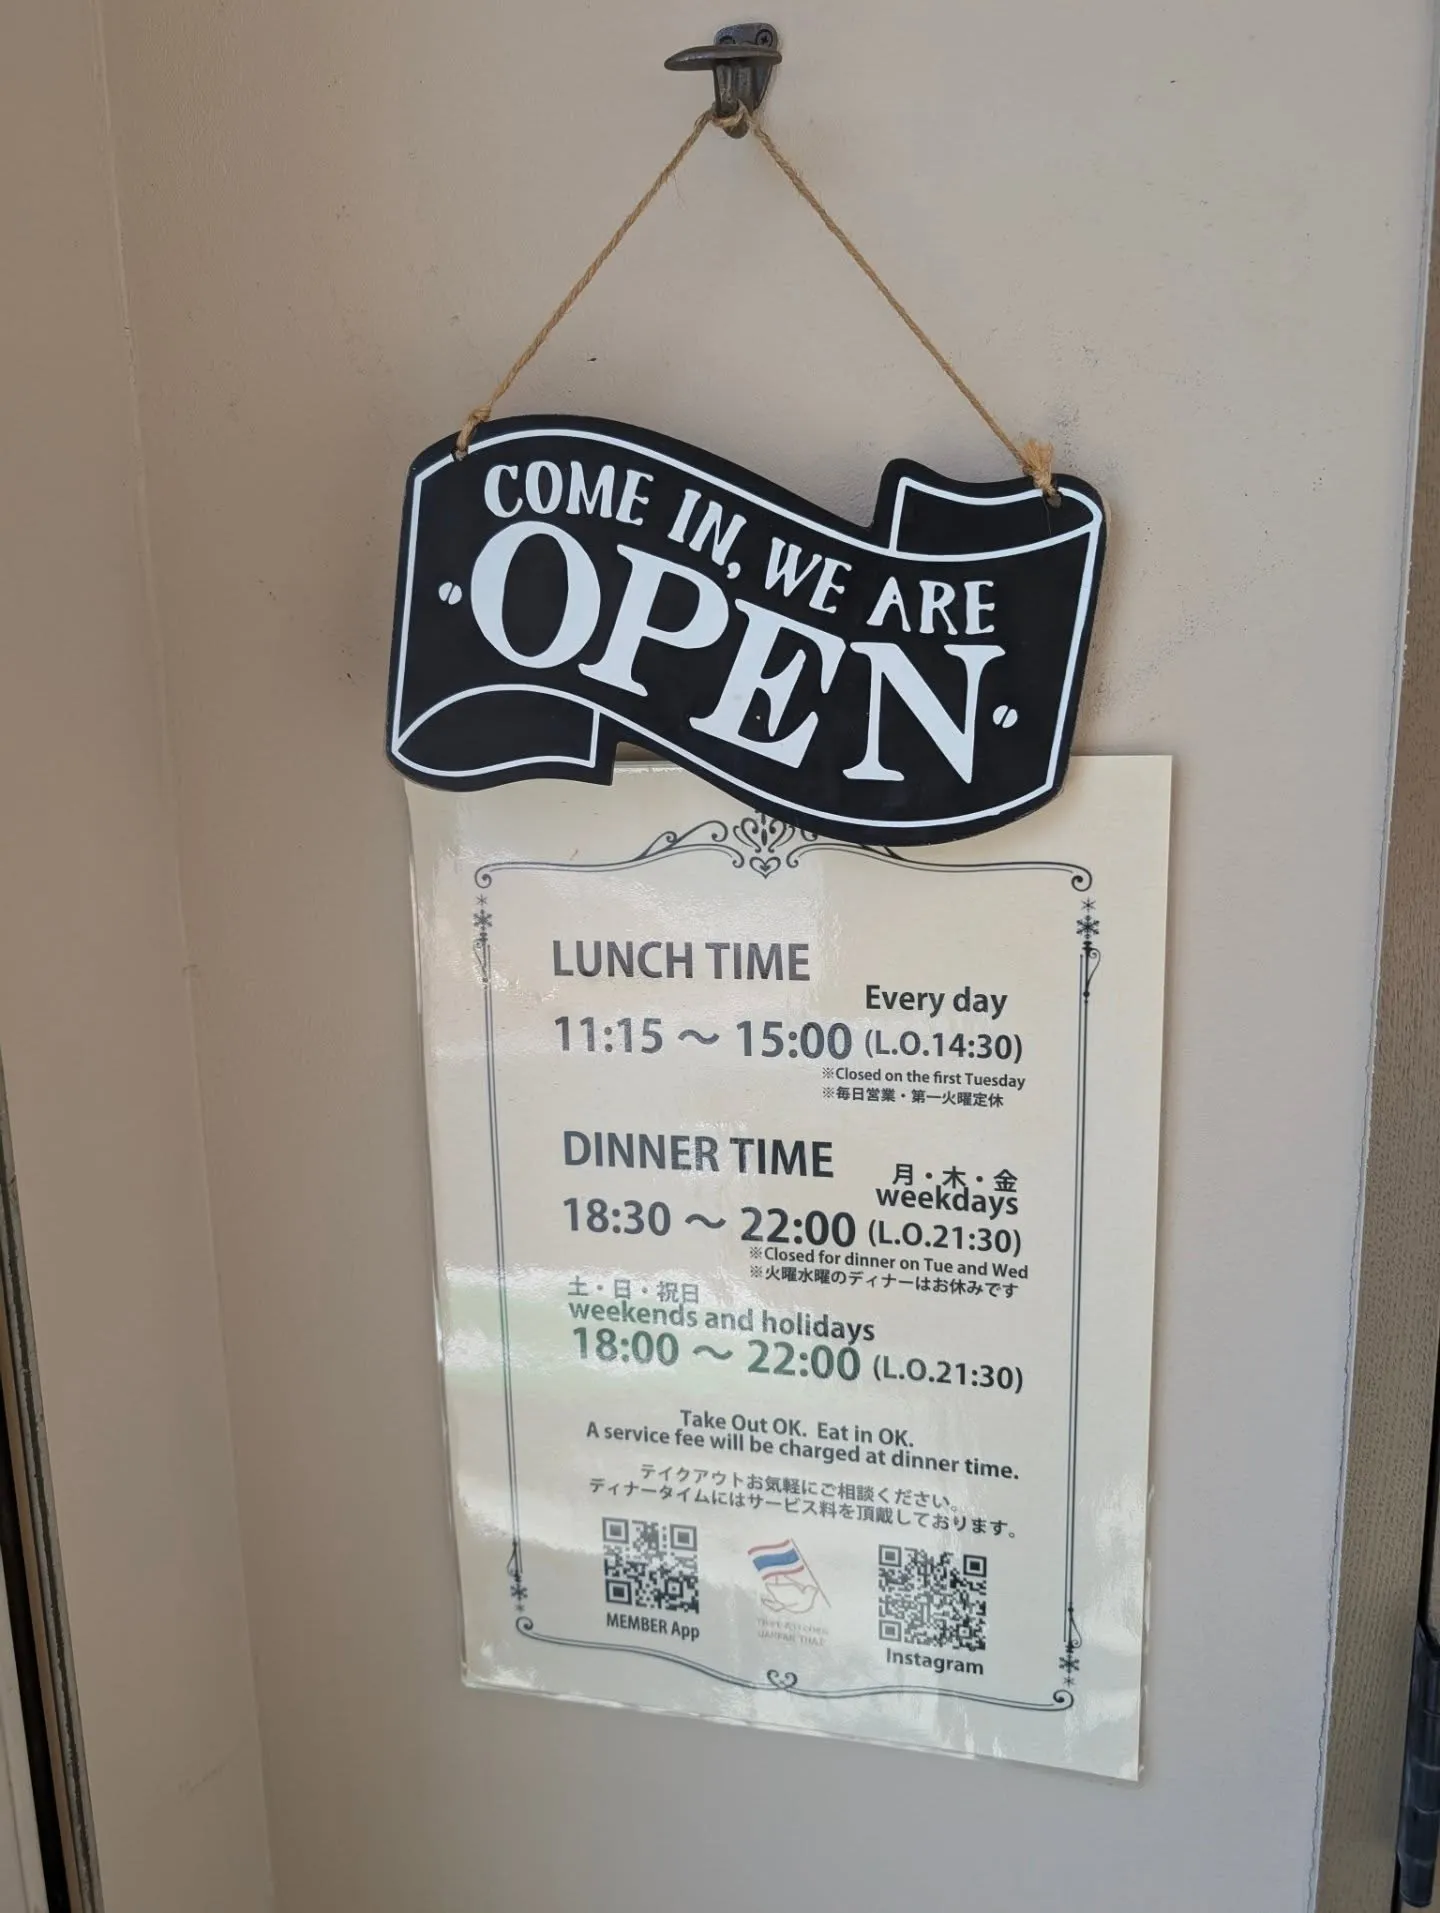 COME IN, WE ARE
OPEN
LUNCH TIME
Every day
11:15 ～ 15:00 (L.O.14:30)
※Closed on the first Tuesday
※毎日営業・第一火曜定休
DINNER TIME
月・木・金
weekdays
18:30 ～ 22:00 (L.O.21:30)
※Closed for dinner on Tue and Wed
※火曜水曜のディナーはお休みです
土・日・祝日
weekends and holidays
18:00 ～ 22:00 (L.O.21:30)
Take Out OK. Eat in OK.
A service fee will be charged at dinner time.
テイクアウトお気軽にご相談ください。
ディナータイムにはサービス料を頂戴しております。
MEMBER App
Instagram